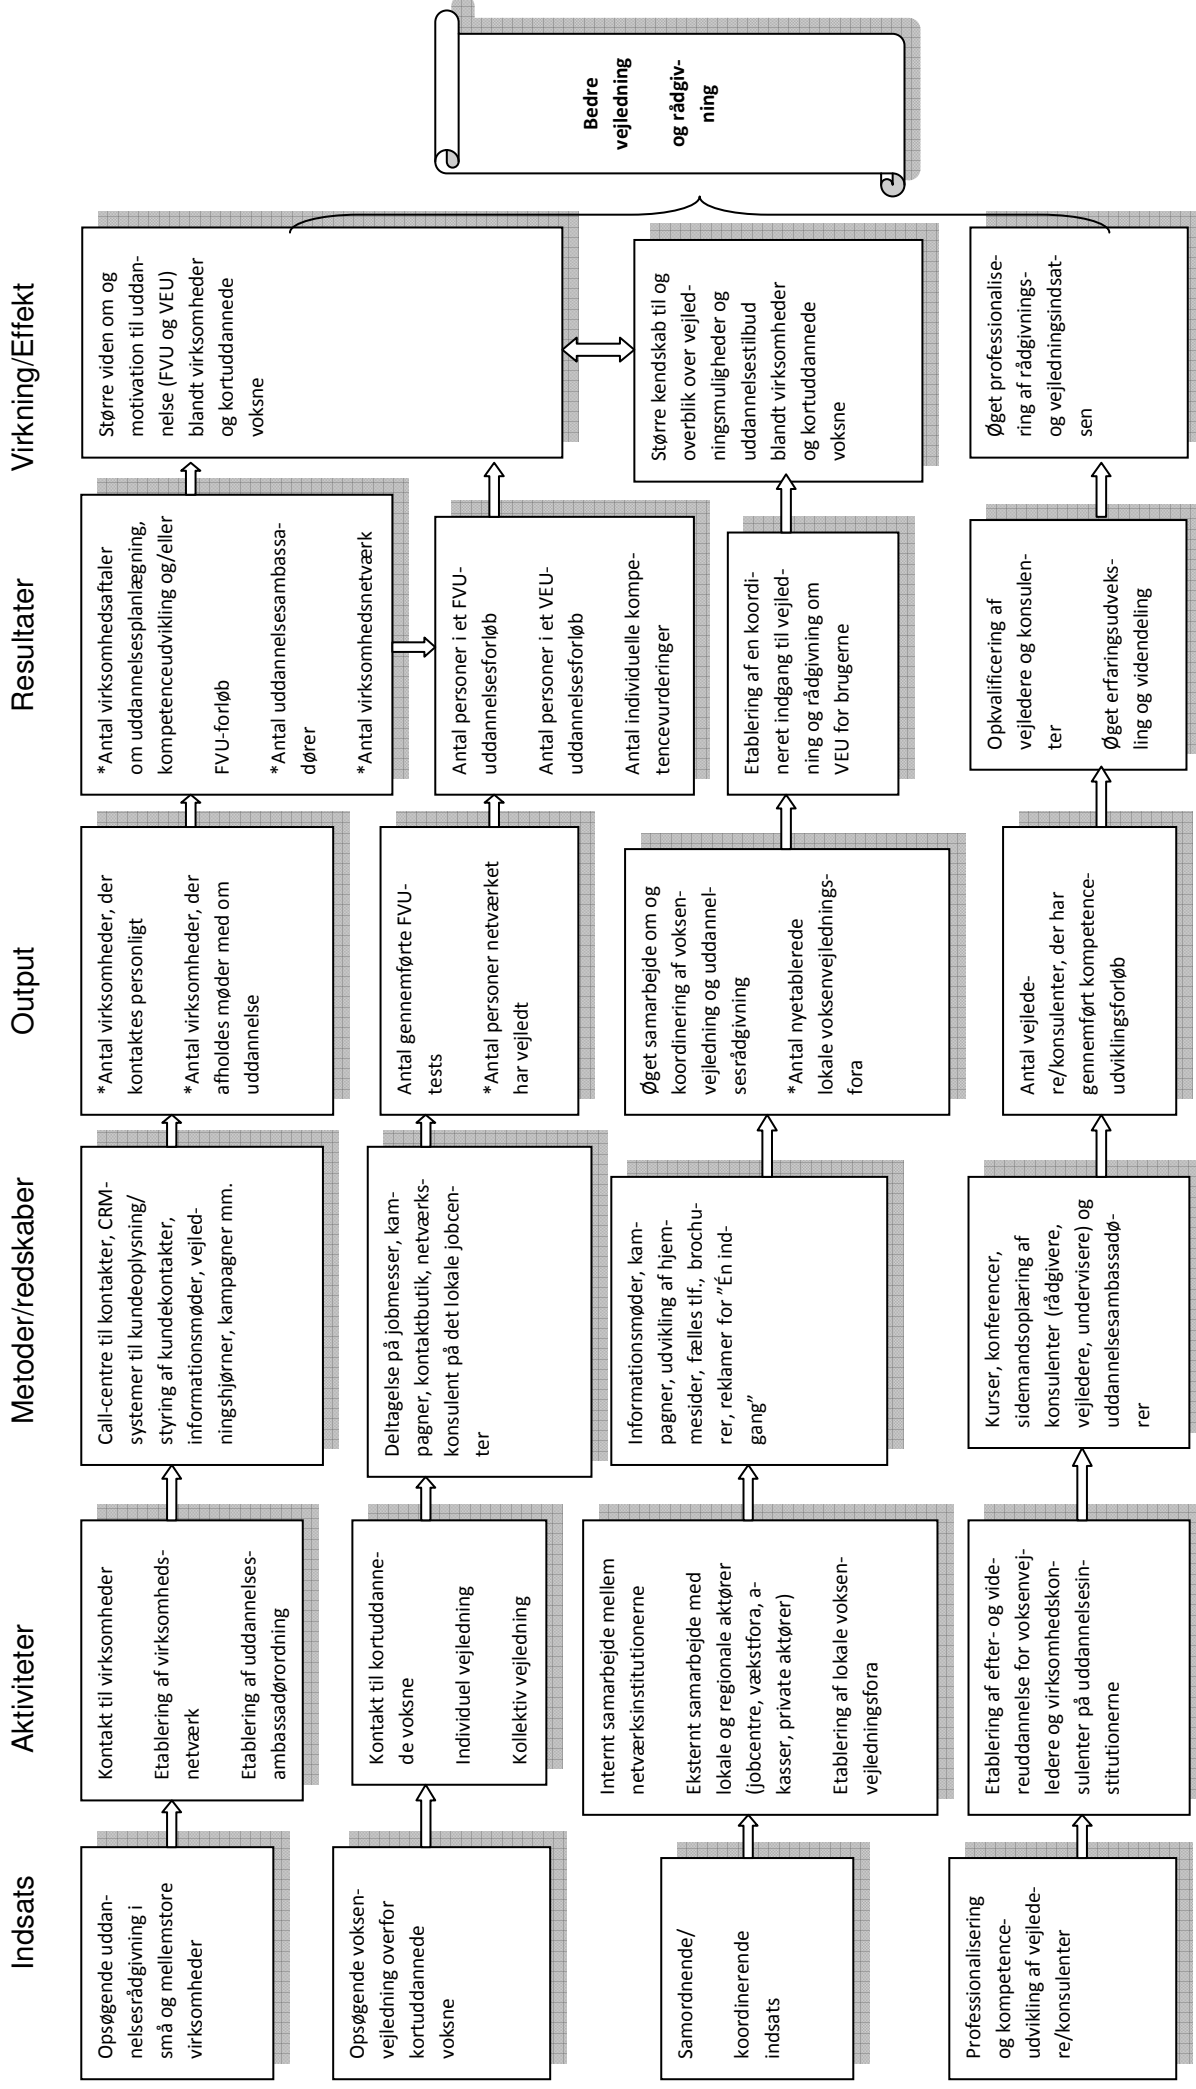 Indsats
Aktiviteter
Metoder/redskaber
Output
Resultater
Virkning/Effekt
Opsøgende uddan-
nelsesrådgivning i
små og mellemstore
virksomheder
Kontakt til virksomheder
Etablering af virksomheds-
netværk
Etablering af uddannelses-
ambassadørordning
Call-centre til kontakter, CRM-
systemer til kundeoplysning/
styring af kundekontakter,
informationsmøder, vejled-
ningshjørner, kampagner mm.
*Antal virksomheder, der
kontaktes personligt
*Antal virksomheder, der
afholdes møder med om
uddannelse
*Antal virksomhedsaftaler
om uddannelsesplanlægning,
kompetenceudvikling og/eller
FVU-forløb
*Antal uddannelsesambassa-
dører
*Antal virksomhedsnetværk
Større viden om og
motivation til uddan-
nelse (FVU og VEU)
blandt virksomheder
og kortuddannede
voksne
Opsøgende voksen-
vejledning overfor
kortuddannede
voksne
Kontakt til kortuddanne-
de voksne
Individuel vejledning
Kollektiv vejledning
Deltagelse på jobmesser, kam-
pagner, kontaktbutik, netværks-
konsulent på det lokale jobcen-
ter
Antal gennemførte FVU-
tests
*Antal personer netværket
har vejledt
Antal personer i et FVU-
uddannelsesforløb
Antal personer i et VEU-
uddannelsesforløb
Antal individuelle kompe-
tencevurderinger
Samordnende/
koordinerende
indsats
Internt samarbejde mellem
netværksinstitutionerne
Eksternt samarbejde med
lokale og regionale aktører
(jobcentre, vækstfora, a-
kasser, private aktører)
Etablering af lokale voksen-
vejledningsfora
Informationsmøder, kam-
pagner, udvikling af hjem-
mesider, fælles tlf., brochu-
rer, reklamer for ”Én ind
gang”
Øget samarbejde om og
koordinering af voksen-
vejledning og uddannel-
sesrådgivning
*Antal nyetablerede
lokale voksenvejlednings-
fora
Etablering af en koordi-
neret indgang til vejled-
ning og rådgivning om
VEU for brugerne
Større kendskab til og
overblik over vejled-
ningsmuligheder og
uddannelsestilbud
blandt virksomheder
og kortuddannede
voksne
Professionalisering
og kompetence-
udvikling af vejlede-
re/konsulenter
Etablering af efter- og vide-
reuddannelse for voksenvej-
ledere og virksomhedskon-
sulenter på uddannelsesin-
stitutionerne
Kurser, konferencer,
sidemandsoplæring af
konsulenter (rådgivere,
vejledere, undervisere) og
uddannelsesambassadø-
rer
Antal vejlede-
re/konsulenter, der har
gennemført kompetence-
udviklingsforløb
Opkvalificering af
vejledere og konsulen-
ter
Øget erfaringsudveks-
ling og videndeling
Øget professionalise-
ring af rådgivnings-
og vejledningsindsat-
sen
Bedre
vejledning
og rådgiv-
ning